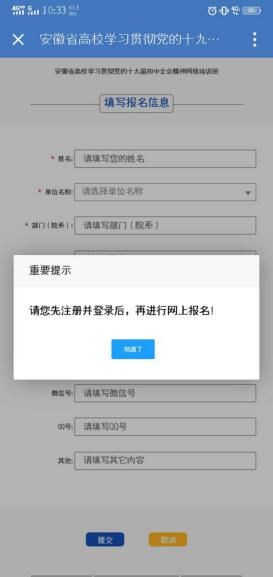 10:33
安徽省高校学习贯彻党的十九…
安徽省高校学习贯彻党的十九届四中全会精神网络培训班
填写报名信息
* 姓名: 请填写您的姓名
* 单位名称: 请选择单位名称
* 部门(院系): 请填写部门(院系)
重要提示
请您先注册并登录后，再进行网上报名!
知道了
微信号: 请填写微信号
QQ号: 请填写QQ号
其他: 请填写其它内容
提交 取消